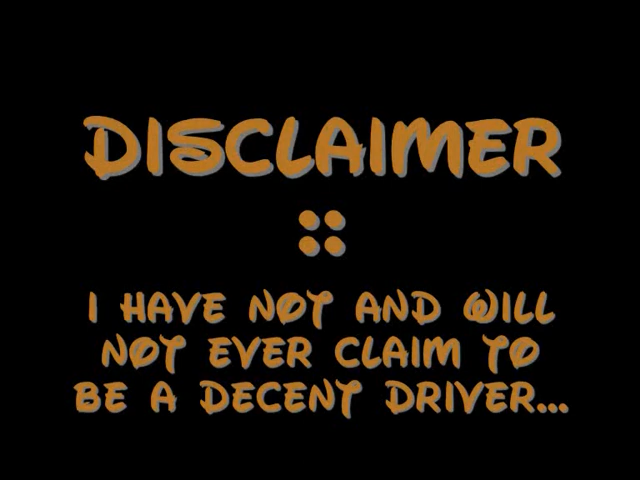 DISCLAIMER
::
I HAVE NOT AND WILL
NOT EVER CLAIM TO
BE A DECENT DRIVER...